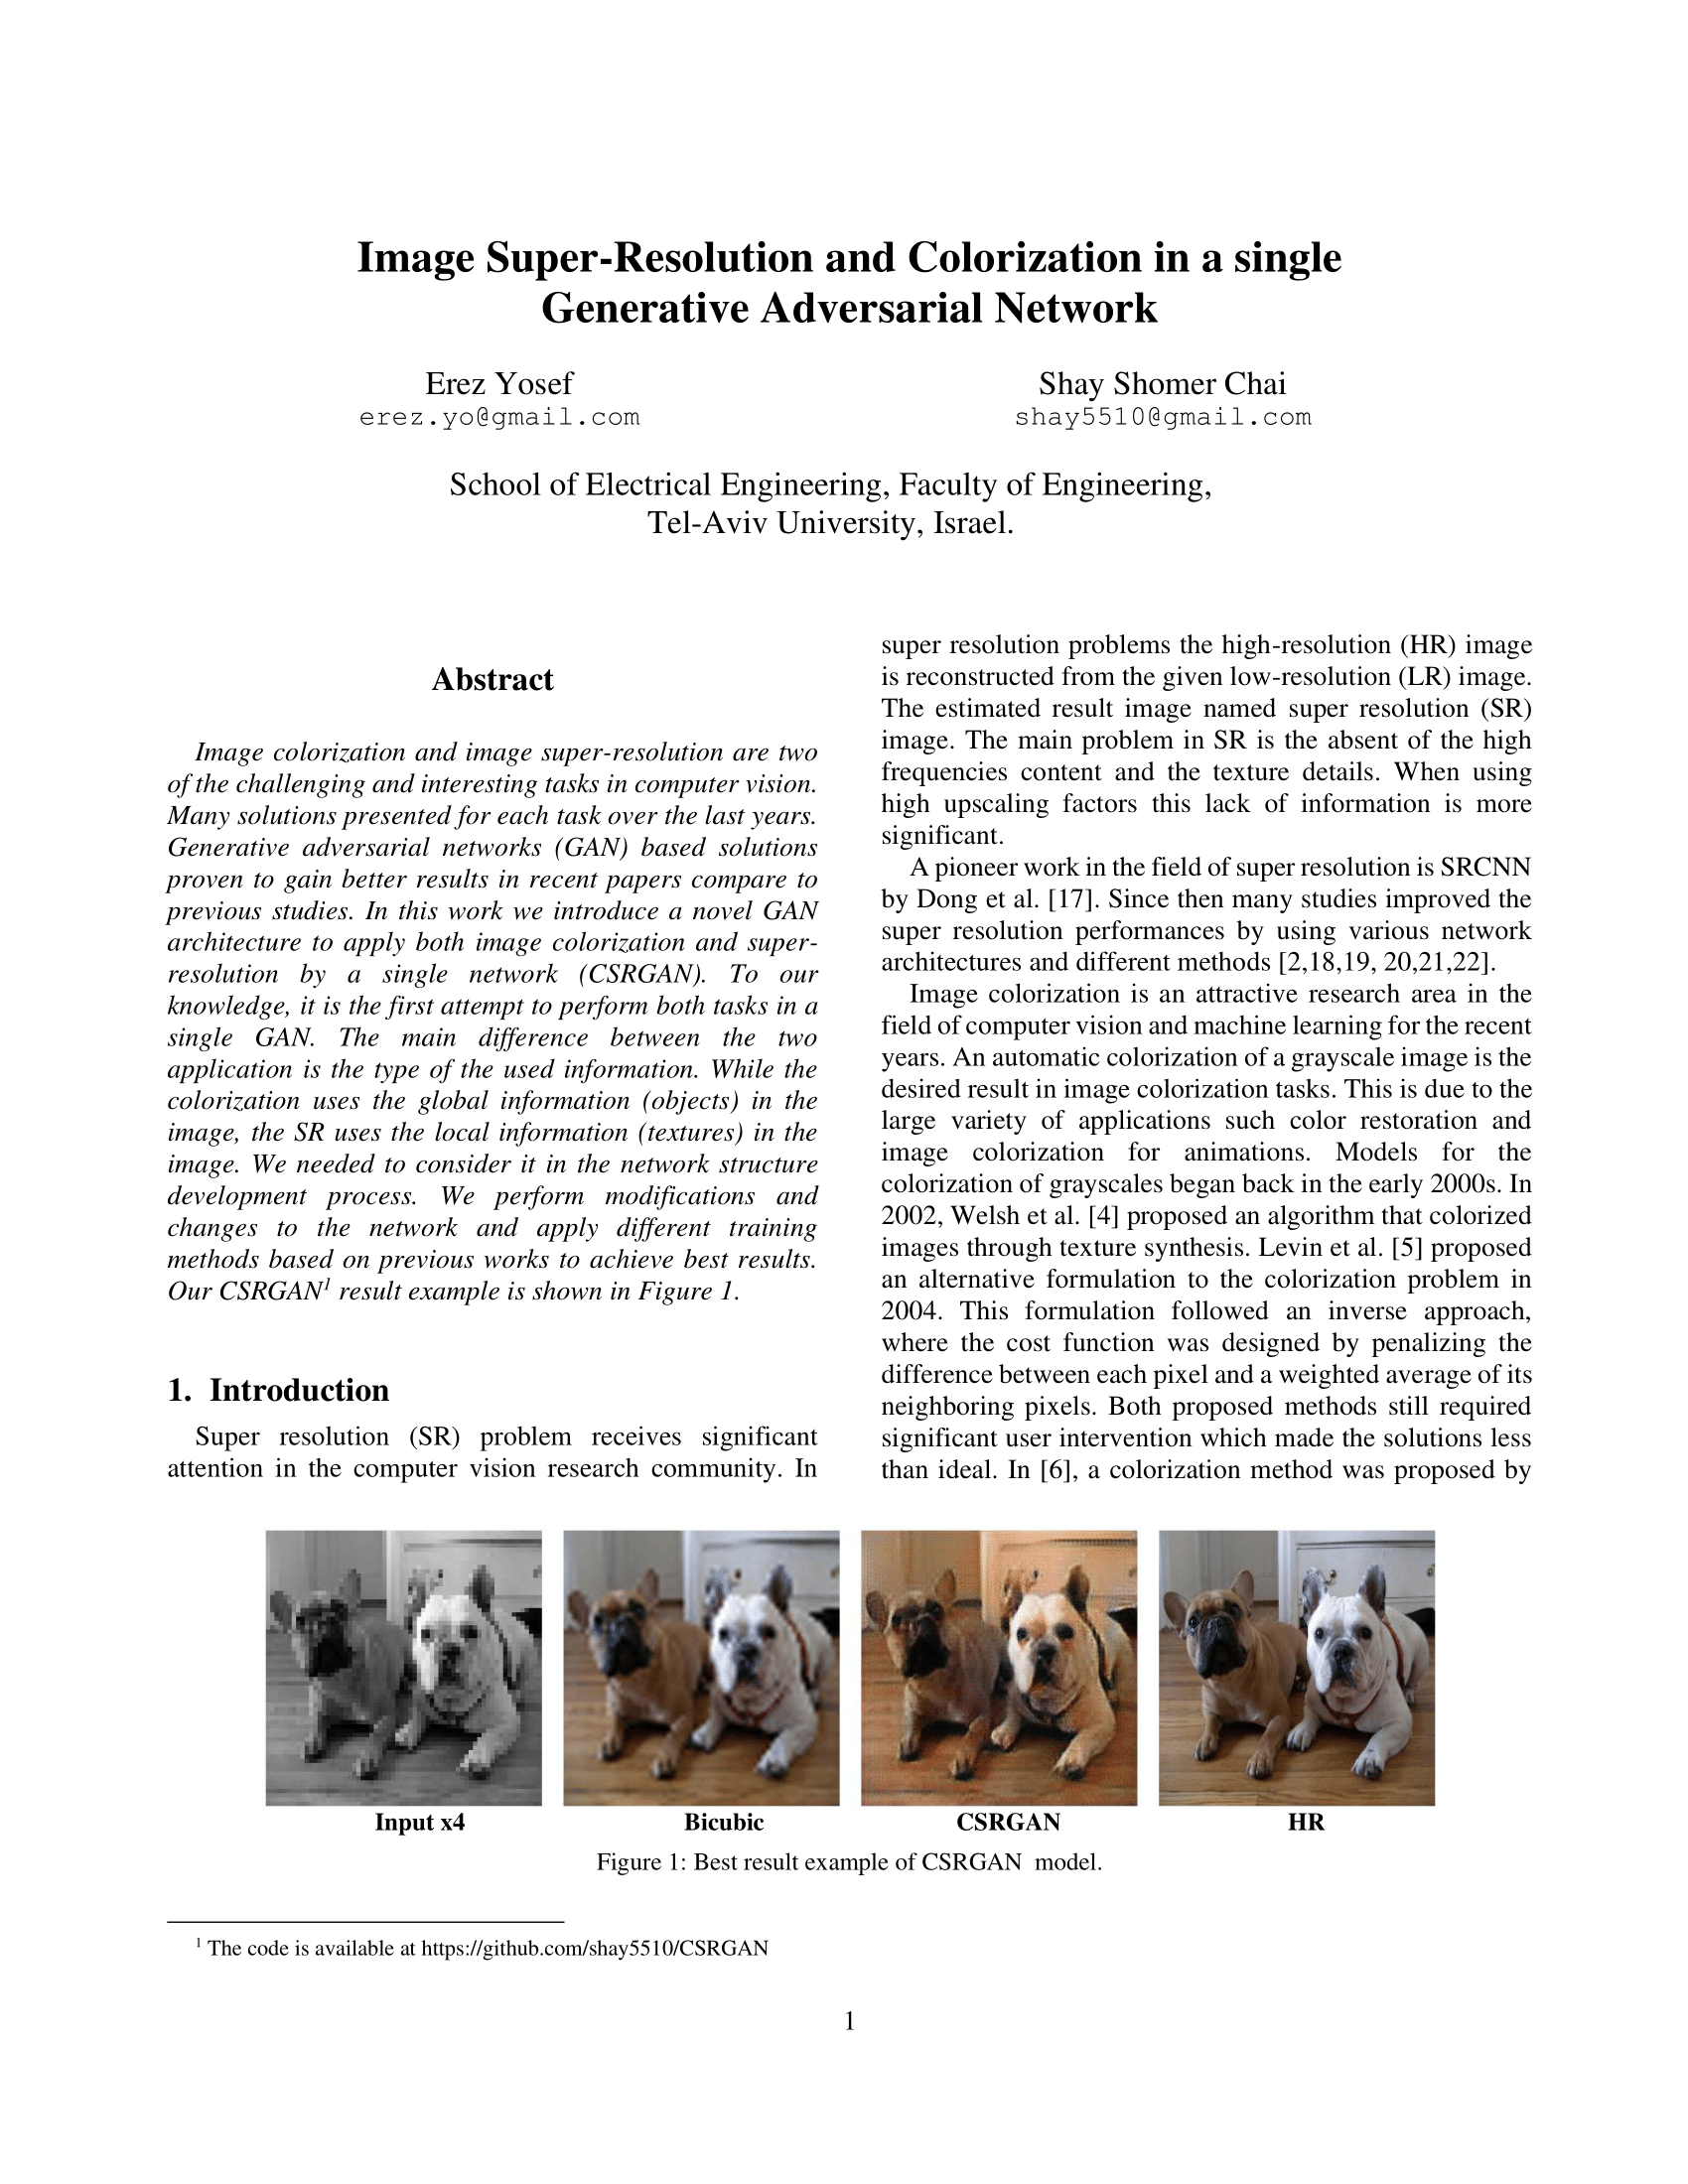 Image Super-Resolution and Colorization in a single
Generative Adversarial Network
Erez Yosef
erez.yo@gmail.com
Shay Shomer Chai
shay5510@gmail.com
School of Electrical Engineering, Faculty of Engineering,
Tel-Aviv University, Israel.
Abstract
Image colorization and image super-resolution are two
of the challenging and interesting tasks in computer vision.
Many solutions presented for each task over the last years.
Generative adversarial networks (GAN) based solutions
proven to gain better results in recent papers compare to
previous studies. In this work we introduce a novel GAN
architecture to apply both image colorization and super-
resolution by a single network (CSRGAN). To our
knowledge, it is the first attempt to perform both tasks in a
single GAN. The main difference between the two
application is the type of the used information. While the
colorization uses the global information (objects) in the
image, the SR uses the local information (textures) in the
image. We needed to consider it in the network structure
development process. We perform modifications and
changes to the network and apply different training
methods based on previous works to achieve best results.
Our CSRGAN1 result example is shown in Figure 1.
1. Introduction
Super resolution (SR) problem receives significant
attention in the computer vision research community. In
super resolution problems the high-resolution (HR) image
is reconstructed from the given low-resolution (LR) image.
The estimated result image named super resolution (SR)
image. The main problem in SR is the absent of the high
frequencies content and the texture details. When using
high upscaling factors this lack of information is more
significant.
A pioneer work in the field of super resolution is SRCNN
by Dong et al. [17]. Since then many studies improved the
super resolution performances by using various network
architectures and different methods [2,18,19, 20,21,22].
Image colorization is an attractive research area in the
field of computer vision and machine learning for the recent
years. An automatic colorization of a grayscale image is the
desired result in image colorization tasks. This is due to the
large variety of applications such color restoration and
image colorization for animations. Models for the
colorization of grayscales began back in the early 2000s. In
2002, Welsh et al. [4] proposed an algorithm that colorized
images through texture synthesis. Levin et al. [5] proposed
an alternative formulation to the colorization problem in
2004. This formulation followed an inverse approach,
where the cost function was designed by penalizing the
difference between each pixel and a weighted average of its
neighboring pixels. Both proposed methods still required
significant user intervention which made the solutions less
than ideal. In [6], a colorization method was proposed by
Input x4
Bicubic
CSRGAN
HR
Figure 1: Best result example of CSRGAN model.
1 The code is available at https://github.com/shay5510/CSRGAN
1